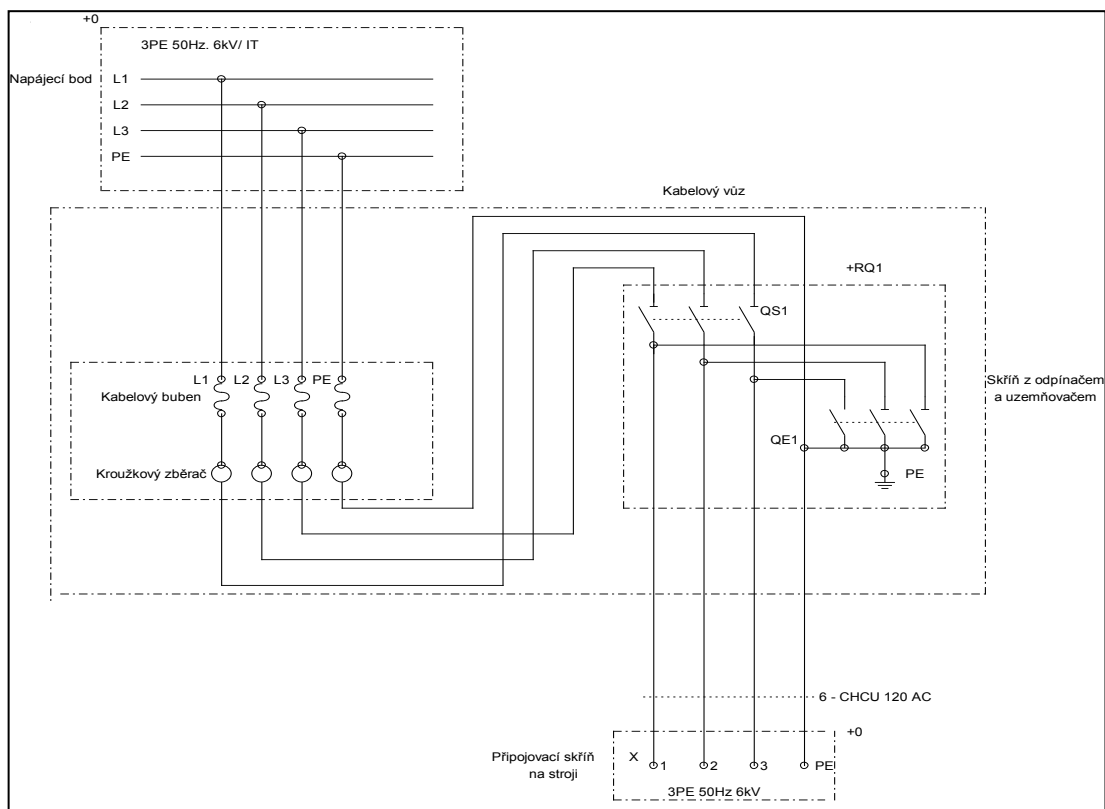 +0
3PE 50Hz. 6kV/ IT
Napájecí bod
L1
L2
L3
PE
Kabelový vůz
+RQ1
QS1
L1 L2 L3 PE
Kabelový buben
Skříň z odpínačem
a uzemňovačem
QE1
Kroužkový zběrač
PE
6 - CHCU 120 AC
+0
Připojovací skříň
na stroji
X 1 2 3 PE
3PE 50Hz 6kV